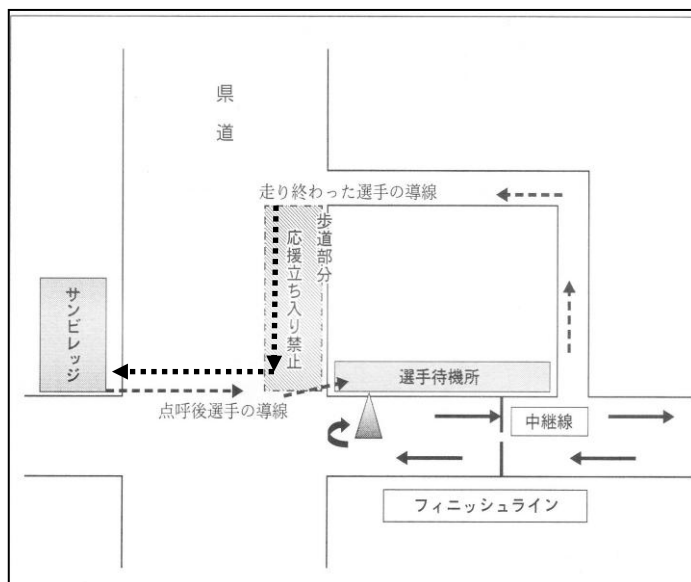 県道
走り終わった選手の導線
歩道部分
応援立ち入り禁止
サンビレッジ
選手待機所
点呼後選手の導線
中継線
フィニッシュライン